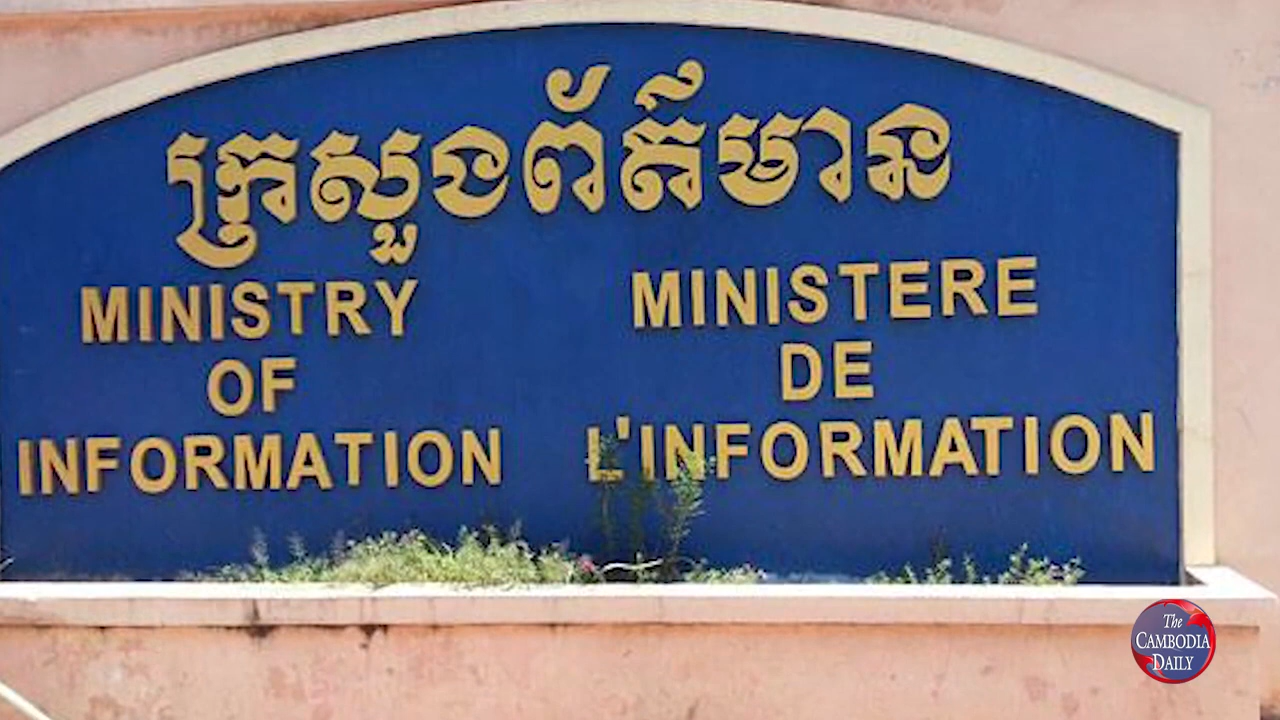 ក្រសួងព័ត៌មាន
MINISTRY
OF
INFORMATION
MINISTERE
DE
L'INFORMATION
The
CAMBODIA
DAILY